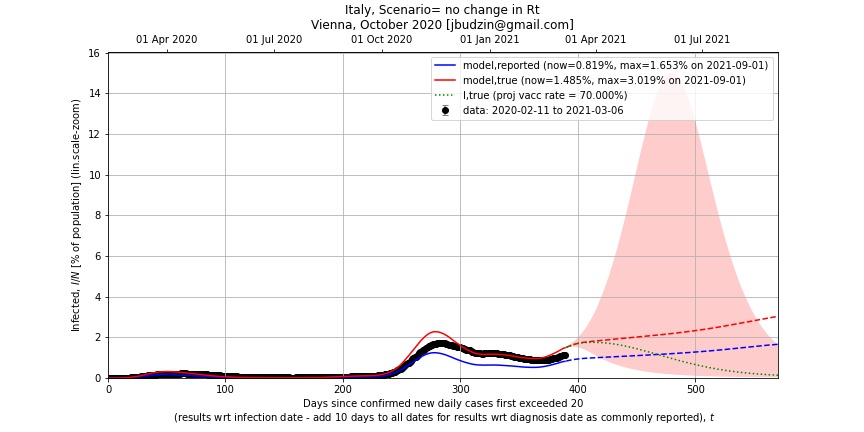 Italy, Scenario= no change in Rt
Vienna, October 2020 [jbudzin@gmail.com]
01 Apr 2020 01 Jul 2020 01 Oct 2020 01 Jan 2021 01 Apr 2021 01 Jul 2021
model,reported (now=0.819%, max=1.653% on 2021-09-01)
model,true (now=1.485%, max=3.019% on 2021-09-01)
I,true (proj vacc rate = 70.000%)
data: 2020-02-11 to 2021-03-06
Infected, I/N [% of population] (lin.scale-zoom)
16
14
12
10
8
6
4
2
0
0 100 200 300 400 500
Days since confirmed new daily cases first exceeded 20
(results wrt infection date - add 10 days to all dates for results wrt diagnosis date as commonly reported), t